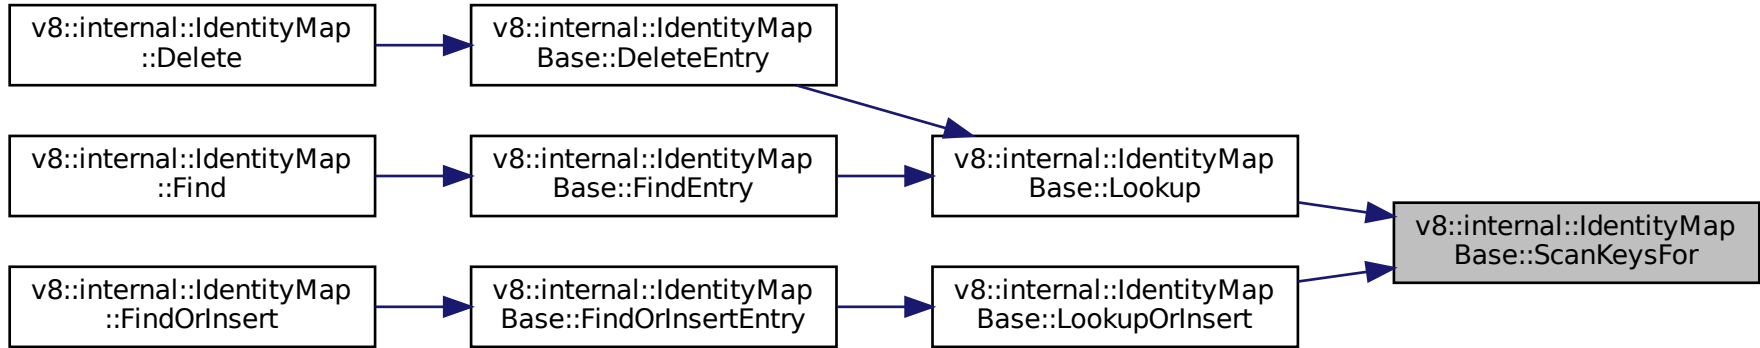 v8::internal::IdentityMap
::Delete
v8::internal::IdentityMap
Base::DeleteEntry
v8::internal::IdentityMap
::Find
v8::internal::IdentityMap
Base::FindEntry
v8::internal::IdentityMap
Base::Lookup
v8::internal::IdentityMap
Base::ScanKeysFor
v8::internal::IdentityMap
::FindOrInsert
v8::internal::IdentityMap
Base::FindOrInsertEntry
v8::internal::IdentityMap
Base::LookupOrInsert